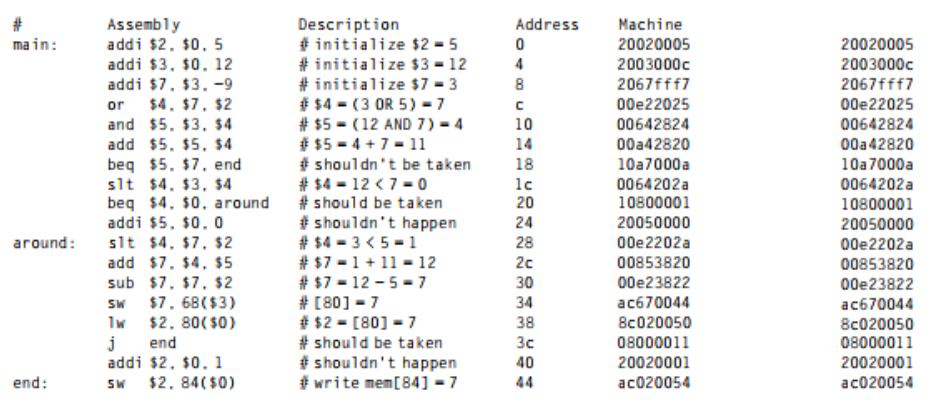 # Assembly Description Address Machine
main: addi $2, $0, 5 # initialize $2 = 5 0 20020005 20020005
addi $3, $0, 12 # initialize $3 = 12 4 2003000c 2003000c
addi $7, $3, −9 # initialize $7 = 3 8 2067fff7 2067fff7
or $4, $7, $2 # $4 = (3 OR 5) = 7 c 00e22025 00e22025
and $5, $3, $4 # $5 = (12 AND 7) = 4 10 00642824 00642824
add $5, $5, $4 # $5 = 4 + 7 = 11 14 00a42820 00a42820
beq $5, $7, end # shouldn't be taken 18 10a7000a 10a7000a
slt $4, $3, $4 # $4 = 12 < 7 = 0 1c 0064202a 0064202a
beq $4, $0, around # should be taken 20 10800001 10800001
addi $5, $0, 0 # shouldn't happen 24 20050000 20050000
around: slt $4, $7, $2 # $4 = 3 < 5 = 1 28 00e2202a 00e2202a
add $7, $4, $5 # $7 = 1 + 11 = 12 2c 00853820 00853820
sub $7, $7, $2 # $7 = 12 − 5 = 7 30 00e23822 00e23822
sw $7, 68($3) # [80] = 7 34 ac670044 ac670044
lw $2, 80($0) # $2 = [80] = 7 38 8c020050 8c020050
j end # should be taken 3c 08000011 08000011
addi $2, $0, 1 # shouldn't happen 40 20020001 20020001
end: sw $2, 84($0) # write mem[84] = 7 44 ac020054 ac020054